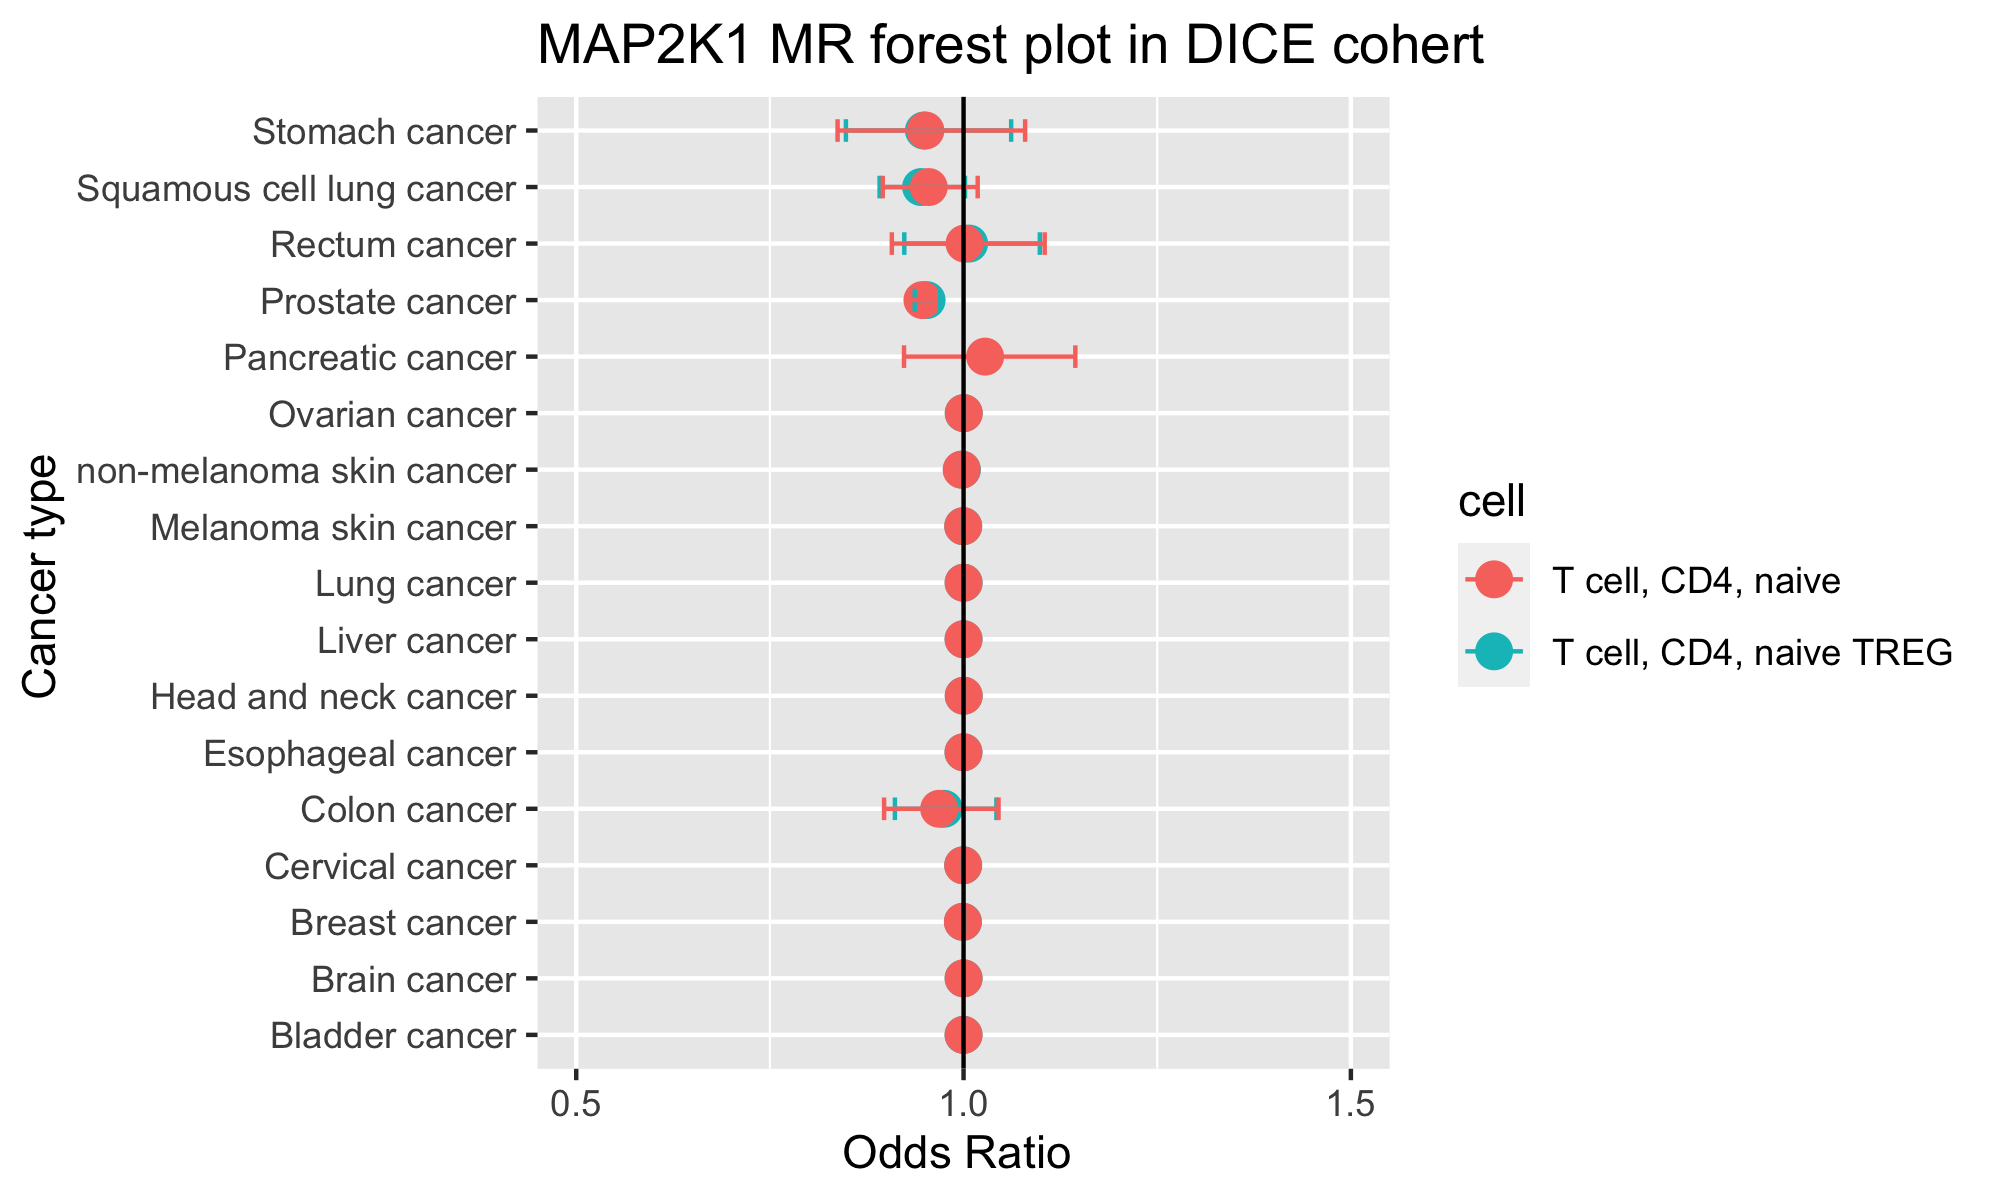 MAP2K1 MR forest plot in DICE cohert
Cancer type
Stomach cancer
Squamous cell lung cancer
Rectum cancer
Prostate cancer
Pancreatic cancer
Ovarian cancer
non-melanoma skin cancer
Melanoma skin cancer
Lung cancer
Liver cancer
Head and neck cancer
Esophageal cancer
Colon cancer
Cervical cancer
Breast cancer
Brain cancer
Bladder cancer
0.5 1.0 1.5
Odds Ratio
cell
T cell, CD4, naive
T cell, CD4, naive TREG